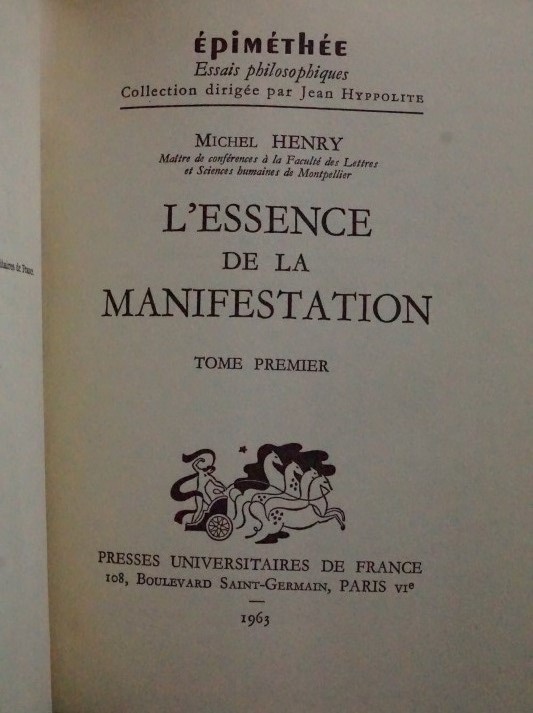 épiméthée
Essais philosophiques
Collection dirigée par Jean HYPPOLITE
MICHEL HENRY
Maître de conférences à la Faculté des Lettres
et Sciences humaines de Montpellier
L'ESSENCE
DE LA
MANIFESTATION
TOME PREMIER
PRESSES UNIVERSITAIRES DE FRANCE
108, BOULEVARD SAINT-GERMAIN, PARIS VIe
1963
de France